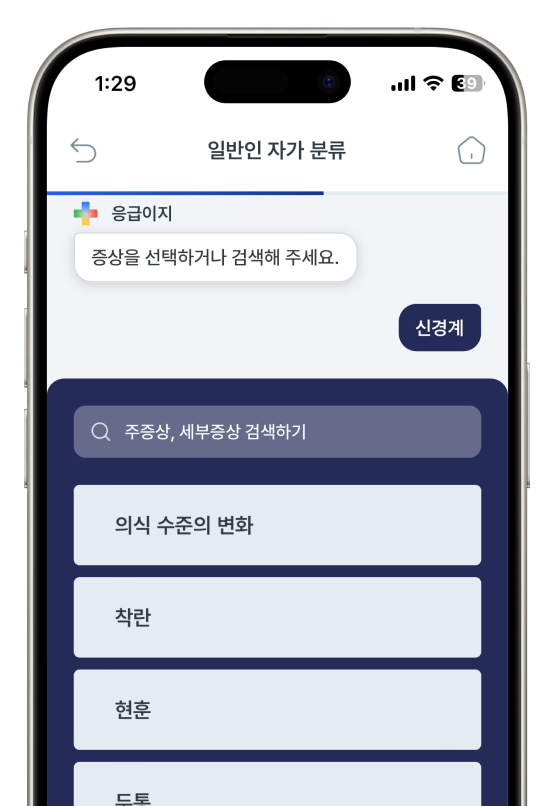 1:29
39
일반인 자가 분류
응급이지
증상을 선택하거나 검색해 주세요.
신경계
주증상, 세부증상 검색하기
의식 수준의 변화
착란
현훈
두통